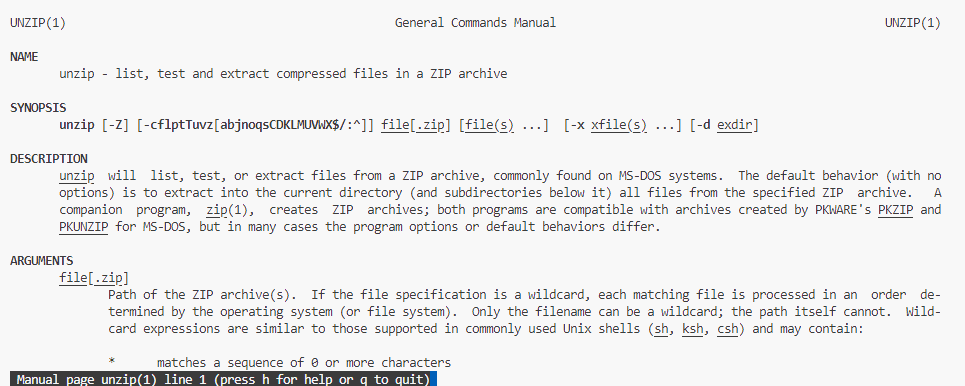 UNZIP(1) General Commands Manual UNZIP(1)
NAME
unzip - list, test and extract compressed files in a ZIP archive
SYNOPSIS
unzip [-Z] [-cflptTuvz[abjnoqsCDKLMUVWX$/:^]] file[.zip] [file(s) ...] [-x xfile(s) ...] [-d exdir]
DESCRIPTION
unzip will list, test, or extract files from a ZIP archive, commonly found on MS-DOS systems. The default behavior (with no
options) is to extract into the current directory (and subdirectories below it) all files from the specified ZIP archive. A
companion program, zip(1), creates ZIP archives; both programs are compatible with archives created by PKWARE's PKZIP and
PKUNZIP for MS-DOS, but in many cases the program options or default behaviors differ.
ARGUMENTS
file[.zip]
Path of the ZIP archive(s). If the file specification is a wildcard, each matching file is processed in an order de-
termined by the operating system (or file system). Only the filename can be a wildcard; the path itself cannot. Wild-
card expressions are similar to those supported in commonly used Unix shells (sh, ksh, csh) and may contain:
* matches a sequence of 0 or more characters
Manual page unzip(1) line 1 (press h for help or q to quit)